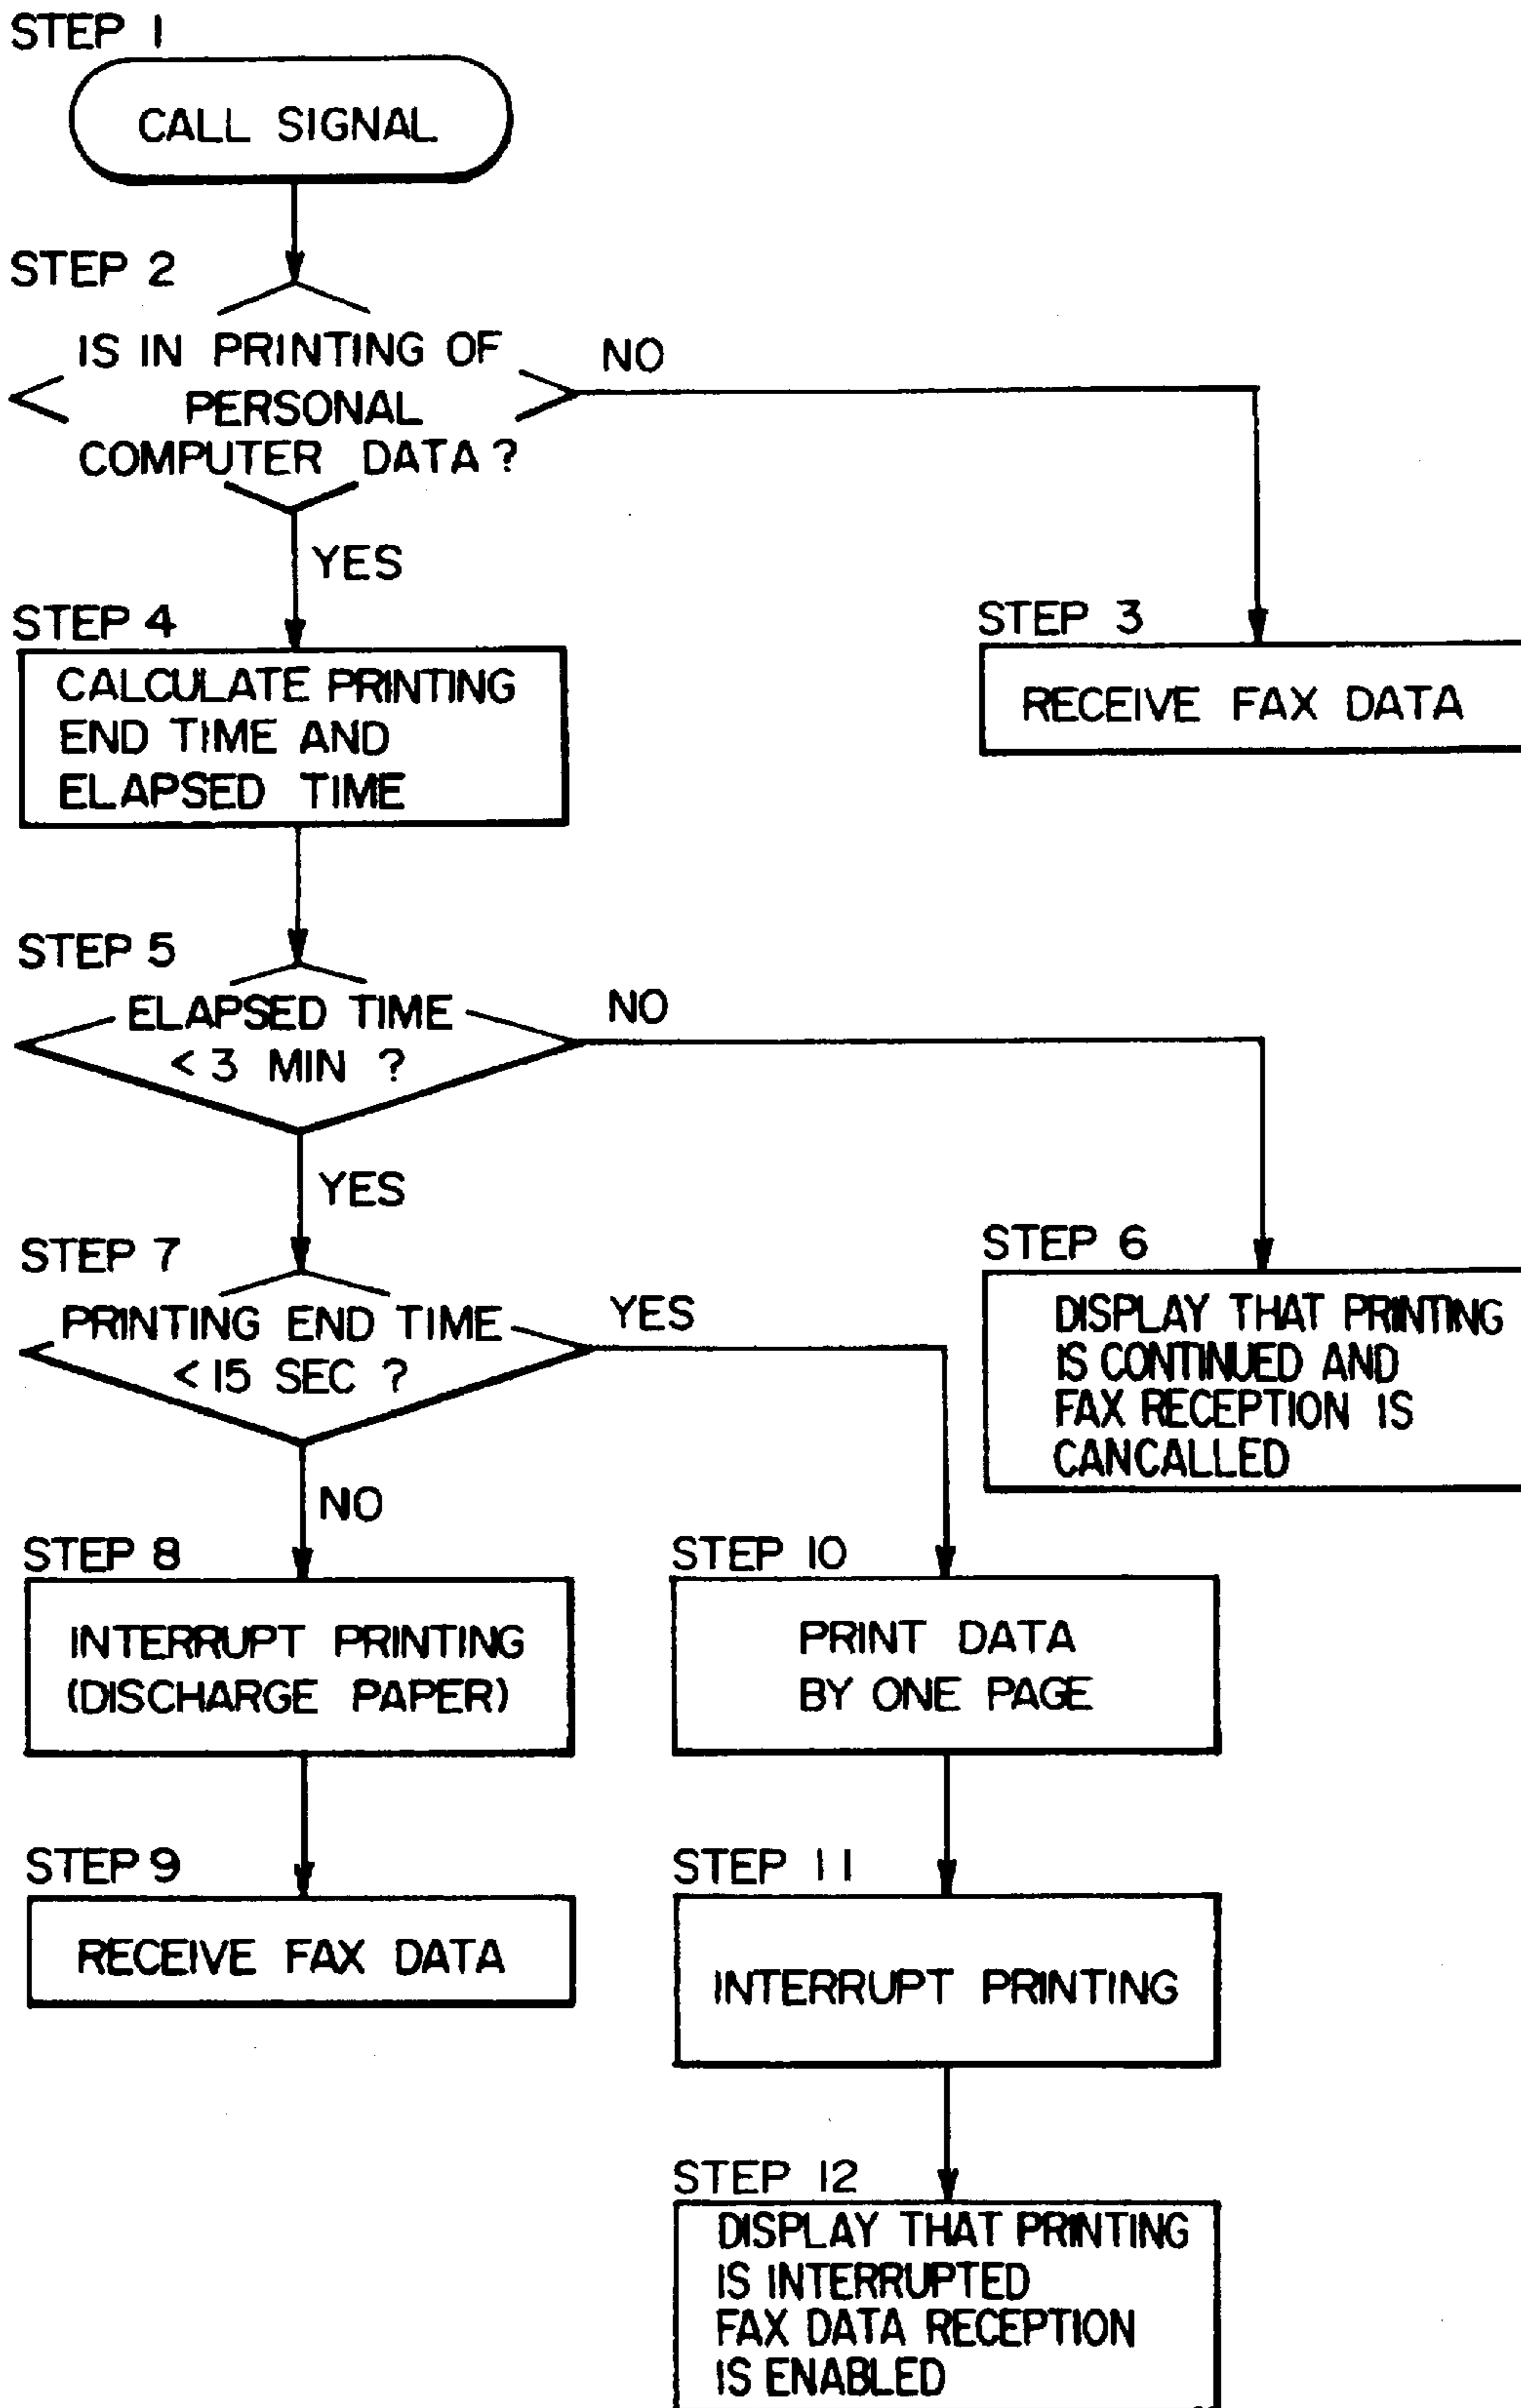 STEP 1
CALL SIGNAL
STEP 2
IS IN PRINTING OF
PERSONAL
COMPUTER DATA ?
NO
YES
STEP 3
RECEIVE FAX DATA
STEP 4
CALCULATE PRINTING
END TIME AND
ELAPSED TIME
STEP 5
ELAPSED TIME
< 3 MIN ?
NO
YES
STEP 6
DISPLAY THAT PRINTING
IS CONTINUED AND
FAX RECEPTION IS
CANCALLED
STEP 7
PRINTING END TIME
< 15 SEC ?
YES
NO
STEP 8
INTERRUPT PRINTING
(DISCHARGE PAPER)
STEP 9
RECEIVE FAX DATA
STEP 10
PRINT DATA
BY ONE PAGE
STEP 11
INTERRUPT PRINTING
STEP 12
DISPLAY THAT PRINTING
IS INTERRUPTED
FAX DATA RECEPTION
IS ENABLED